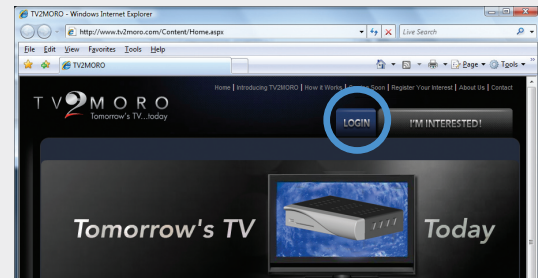 TV2MORO - Windows Internet Explorer
http://www.tv2moro.com/Content/Home.aspx
Live Search
File Edit View Favorites Tools Help
TV2MORO
Page Tools
Home | Introducing TV2MORO | How it Works | Coming Soon | Register Your Interest | About Us | Contact
TV2MORO
Tomorrow's TV...today
LOGIN
I'M INTERESTED!
Tomorrow's TV Today